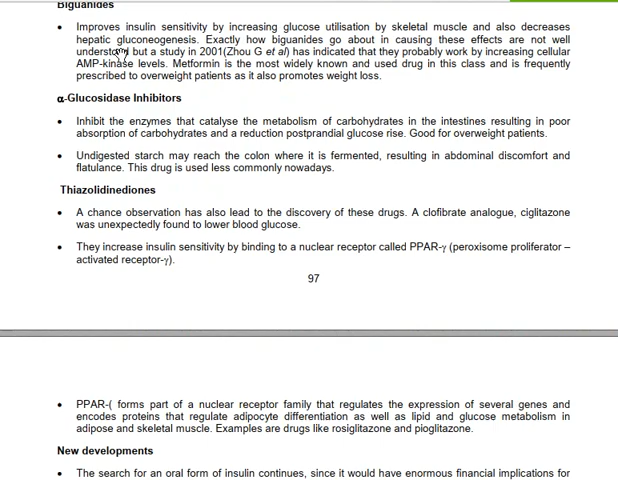 Biguanides
• Improves insulin sensitivity by increasing glucose utilisation by skeletal muscle and also decreases
hepatic gluconeogenesis. Exactly how biguanides go about in causing these effects are not well
understood but a study in 2001(Zhou G et al) has indicated that they probably work by increasing cellular
AMP-kinase levels. Metformin is the most widely known and used drug in this class and is frequently
prescribed to overweight patients as it also promotes weight loss.
α-Glucosidase Inhibitors
• Inhibit the enzymes that catalyse the metabolism of carbohydrates in the intestines resulting in poor
absorption of carbohydrates and a reduction postprandial glucose rise. Good for overweight patients.
• Undigested starch may reach the colon where it is fermented, resulting in abdominal discomfort and
flatulance. This drug is used less commonly nowadays.
Thiazolidinediones
• A chance observation has also lead to the discovery of these drugs. A clofibrate analogue, ciglitazone
was unexpectedly found to lower blood glucose.
• They increase insulin sensitivity by binding to a nuclear receptor called PPAR-γ (peroxisome proliferator –
activated receptor-γ).
97
• PPAR-( forms part of a nuclear receptor family that regulates the expression of several genes and
encodes proteins that regulate adipocyte differentiation as well as lipid and glucose metabolism in
adipose and skeletal muscle. Examples are drugs like rosiglitazone and pioglitazone.
New developments
• The search for an oral form of insulin continues, since it would have enormous financial implications for